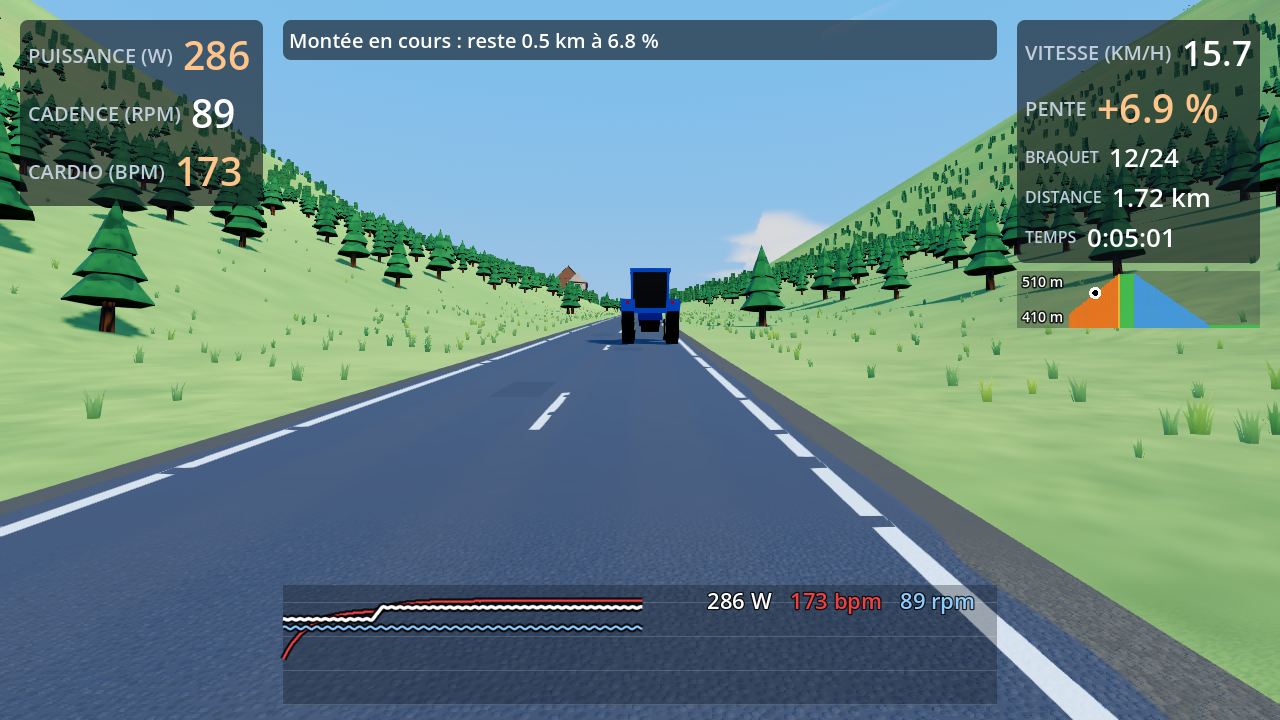 PUISSANCE (W) 286
CADENCE (RPM) 89
CARDIO (BPM) 173
Montée en cours : reste 0.5 km à 6.8 %
VITESSE (KM/H) 15.7
PENTE +6.9 %
BRAQUET 12/24
DISTANCE 1.72 km
TEMPS 0:05:01
510 m
410 m
286 W 173 bpm 89 rpm